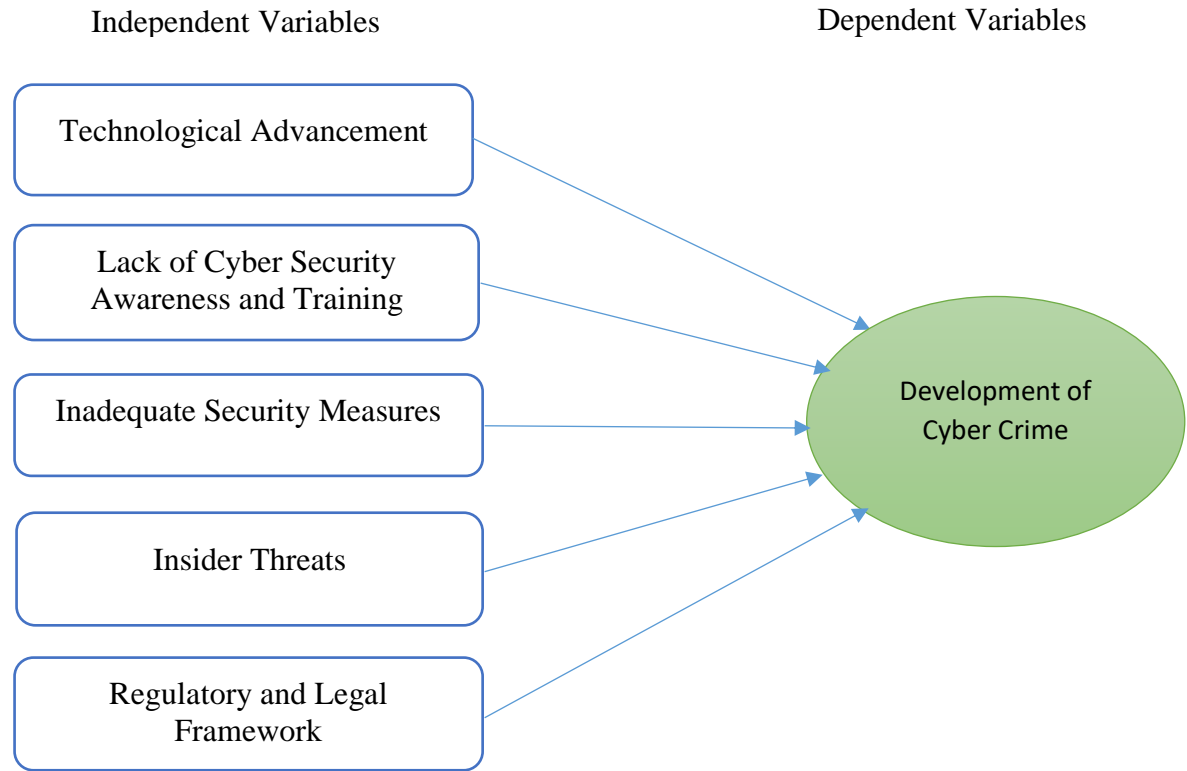 Independent Variables
Dependent Variables
Technological Advancement
Lack of Cyber Security
Awareness and Training
Inadequate Security Measures
Insider Threats
Regulatory and Legal
Framework
Development of
Cyber Crime